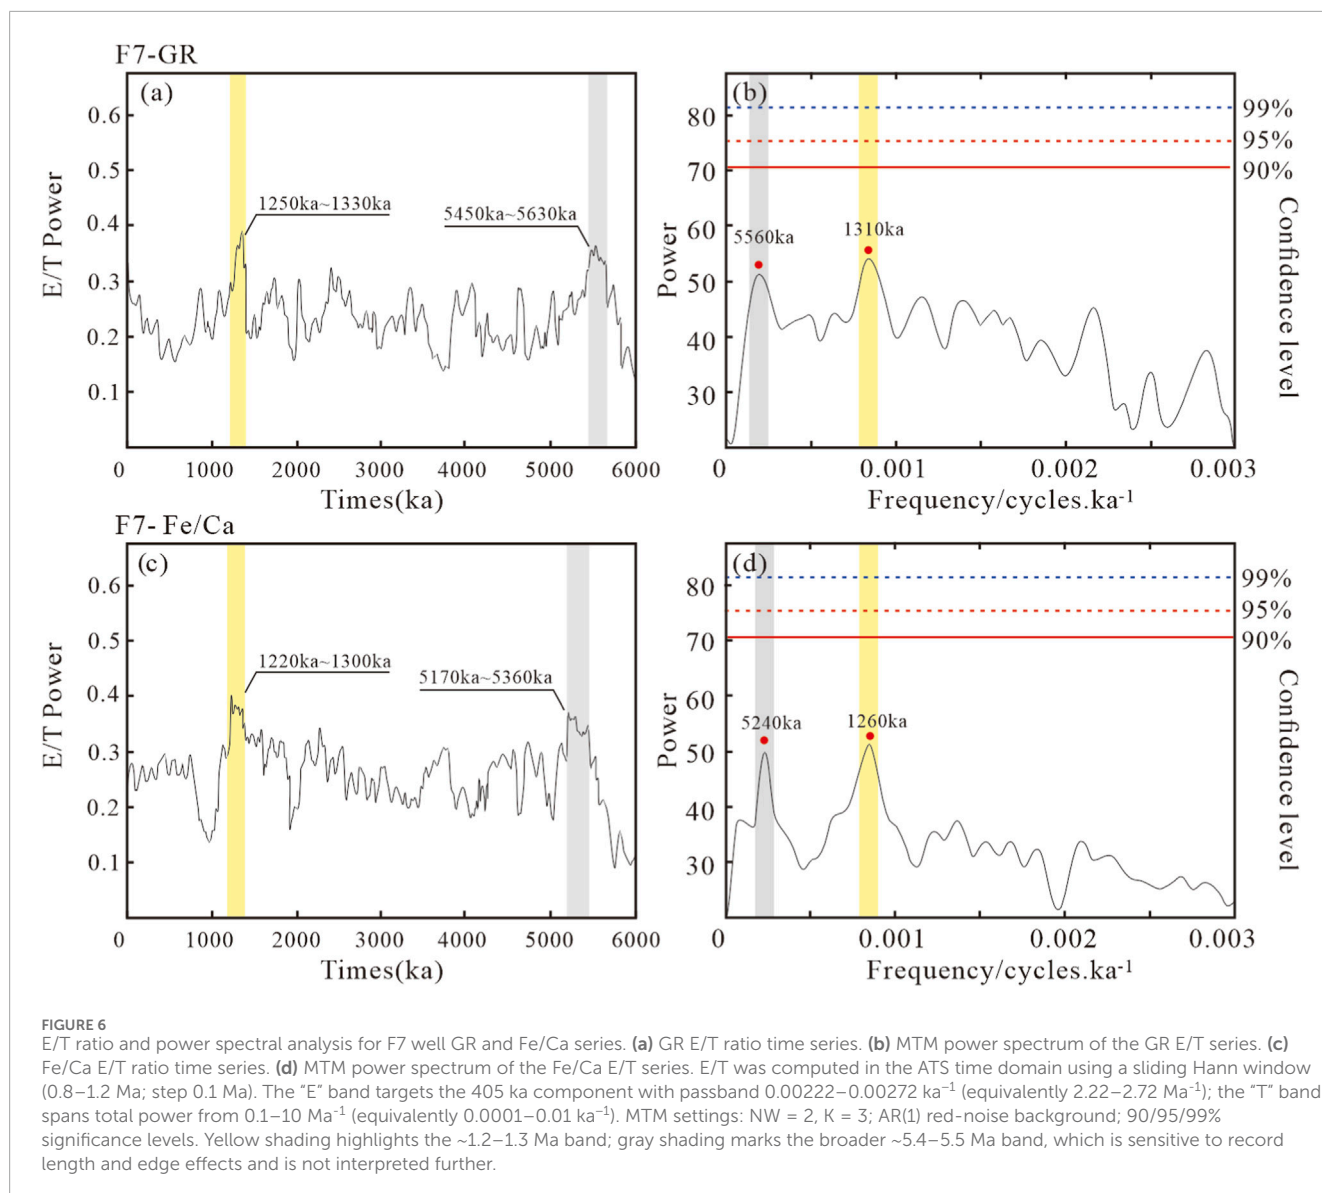 F7-GR
(a)
0.6
0.5
0.4
0.3
0.2
0.1
E/T Power
1250ka~1330ka
5450ka~5630ka
0 1000 2000 3000 4000 5000 6000
Times(ka)
(b)
80
70
60
50
40
30
Power
5560ka
1310ka
99%
95%
90%
Confidence level
0 0.001 0.002 0.003
Frequency/cycles.ka⁻¹
F7- Fe/Ca
(c)
0.6
0.5
0.4
0.3
0.2
0.1
E/T Power
1220ka~1300ka
5170ka~5360ka
0 1000 2000 3000 4000 5000 6000
Times(ka)
(d)
80
70
60
50
40
30
Power
5240ka
1260ka
99%
95%
90%
Confidence level
0 0.001 0.002 0.003
Frequency/cycles.ka⁻¹
FIGURE 6
E/T ratio and power spectral analysis for F7 well GR and Fe/Ca series. (a) GR E/T ratio time series. (b) MTM power spectrum of the GR E/T series. (c)
Fe/Ca E/T ratio time series. (d) MTM power spectrum of the Fe/Ca E/T series. E/T was computed in the ATS time domain using a sliding Hann window
(0.8–1.2 Ma; step 0.1 Ma). The “E” band targets the 405 ka component with passband 0.00222–0.00272 ka⁻¹ (equivalently 2.22–2.72 Ma⁻¹); the “T” band
spans total power from 0.1–10 Ma⁻¹ (equivalently 0.0001–0.01 ka⁻¹). MTM settings: NW = 2, K = 3; AR(1) red-noise background; 90/95/99%
significance levels. Yellow shading highlights the ~1.2–1.3 Ma band; gray shading marks the broader ~5.4–5.5 Ma band, which is sensitive to record
length and edge effects and is not interpreted further.